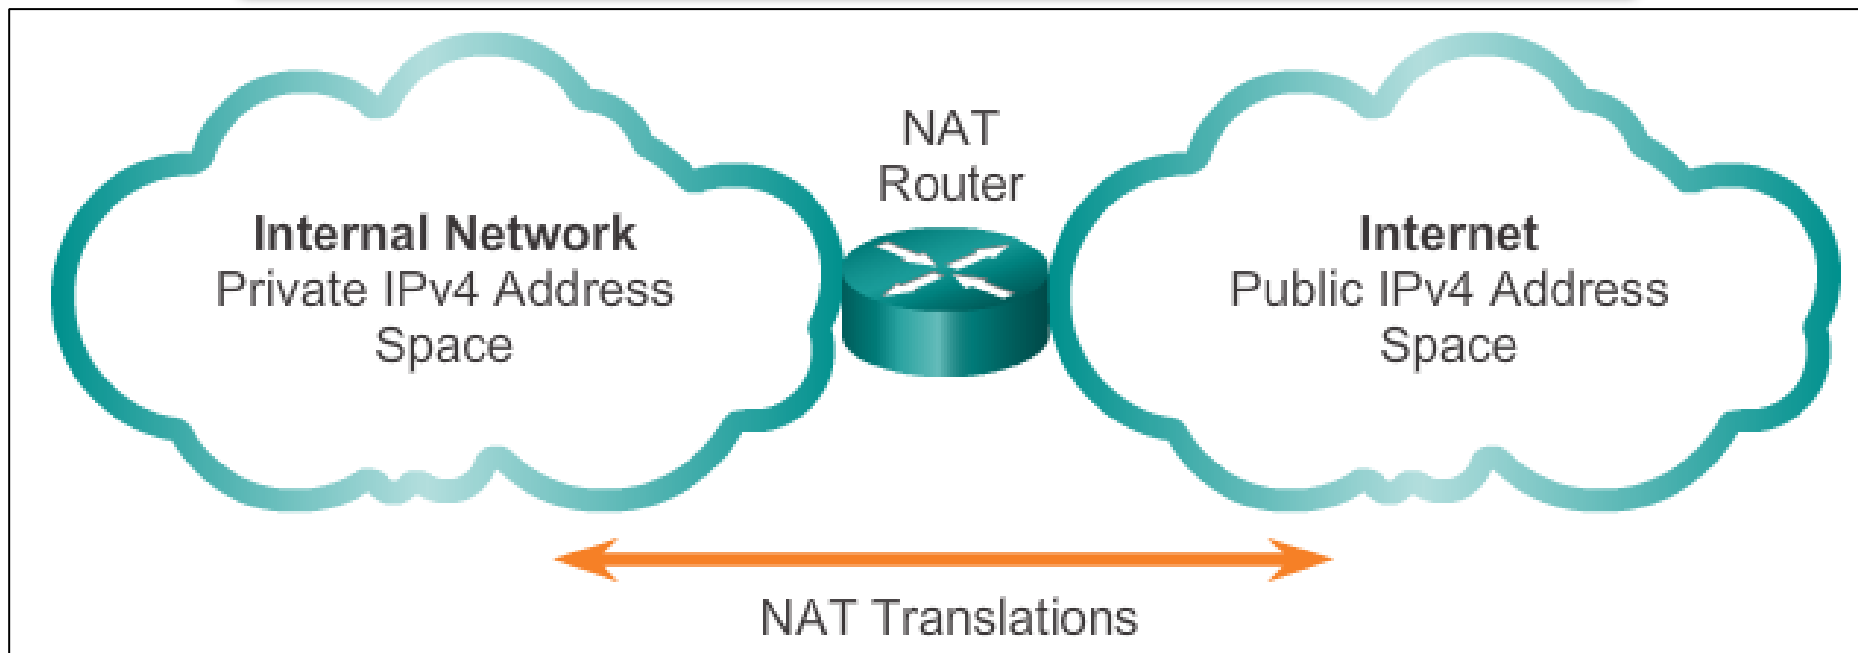 NAT
Router
Internal Network
Private IPv4 Address
Space
Internet
Public IPv4 Address
Space
NAT Translations